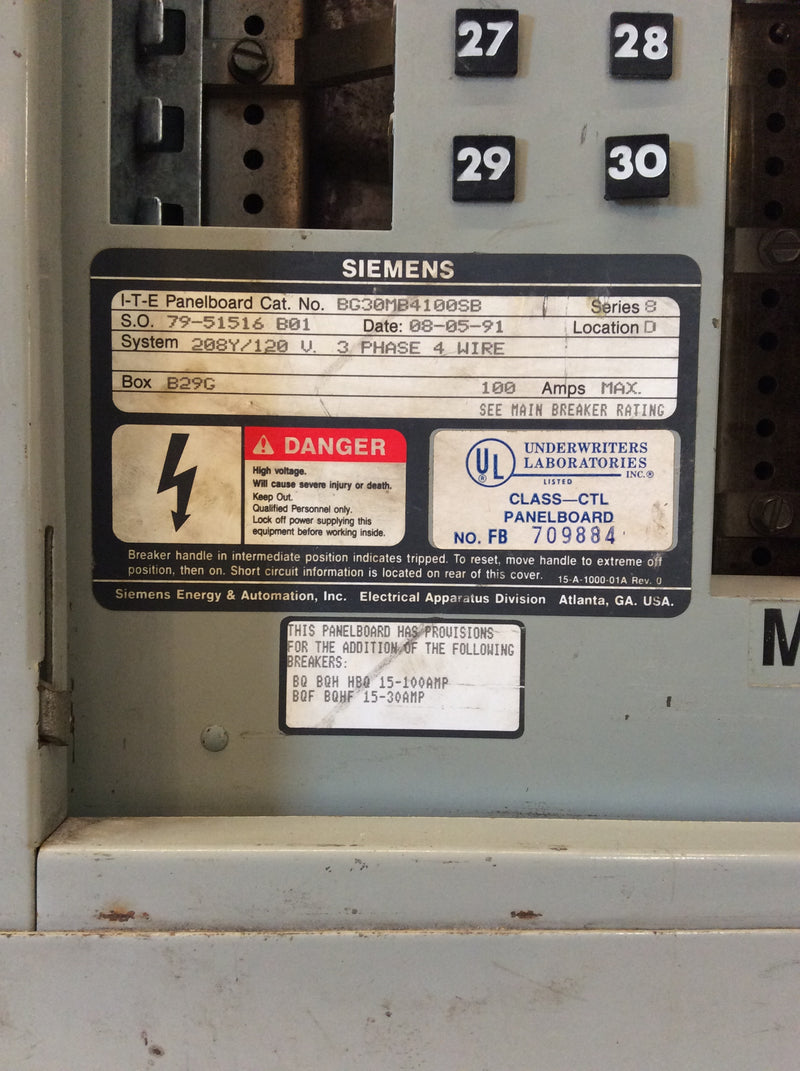 27 28
29 30
SIEMENS
I-T-E Panelboard Cat. No. BG30MB4100SB Series 8
S.O. 79-51516 B01 Date: 08-05-91 Location D
System 208Y/120 V. 3 PHASE 4 WIRE
Box B29G 100 Amps MAX.
SEE MAIN BREAKER RATING
DANGER
High voltage.
Will cause severe injury or death.
Keep Out.
Qualified Personnel only.
Lock off power supplying this
equipment before working inside.
UL ®
UNDERWRITERS
LABORATORIES
INC.®
LISTED
CLASS—CTL
PANELBOARD
NO. FB 709884
Breaker handle in intermediate position indicates tripped. To reset, move handle to extreme off
position, then on. Short circuit information is located on rear of this cover. 15-A-1000-01A Rev. 0
Siemens Energy & Automation, Inc. Electrical Apparatus Division Atlanta, GA. USA.
THIS PANELBOARD HAS PROVISIONS
FOR THE ADDITION OF THE FOLLOWING
BREAKERS:
BQ BQH HBQ 15-100AMP
BQF BQHF 15-30AMP
M